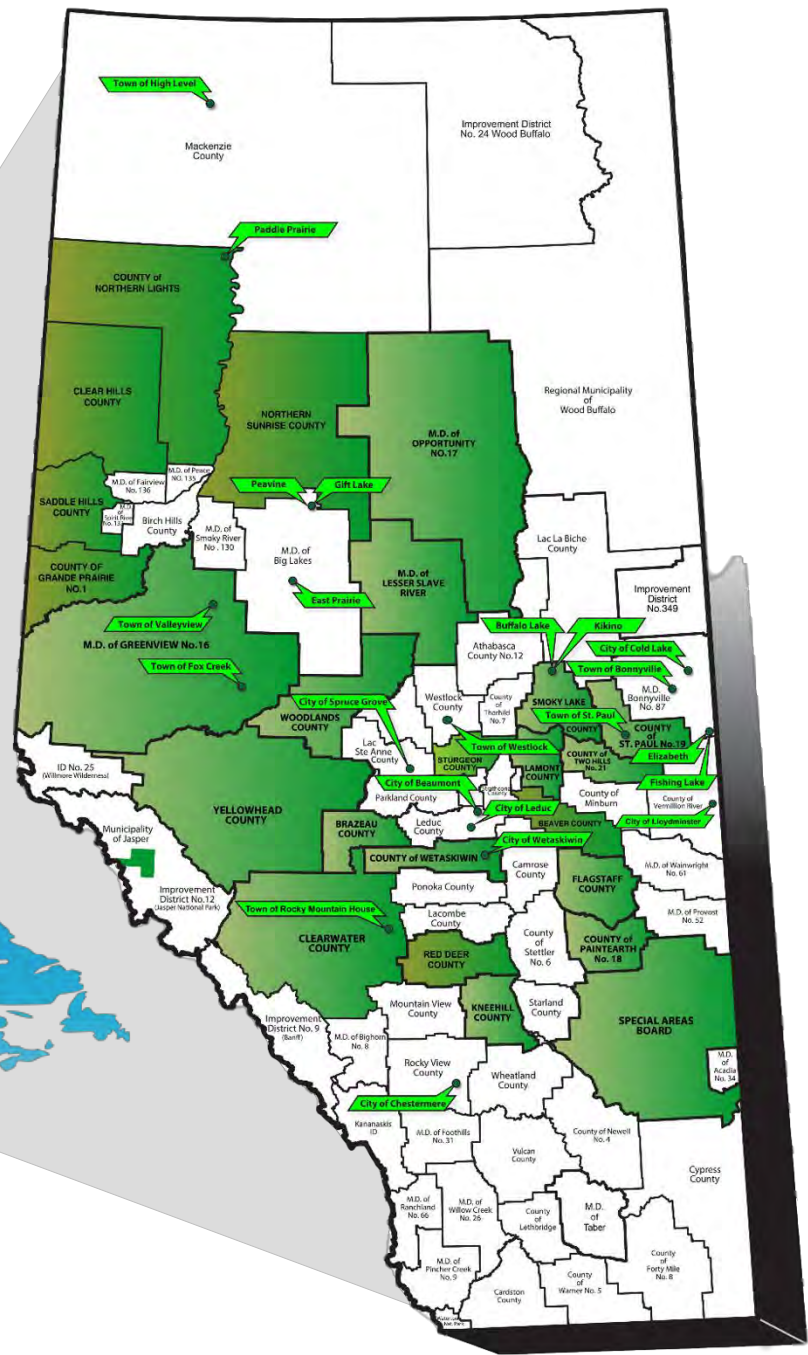 Town of High Level
Mackenzie
County
Improvement District
No. 24 Wood Buffalo
Paddle Prairie
COUNTY of
NORTHERN LIGHTS
CLEAR HILLS
COUNTY
NORTHERN
SUNRISE COUNTY
M.D. of
OPPORTUNITY
NO.17
Regional Municipality
of
Wood Buffalo
M.D. of Peace
NO. 135
M.D. of Fairview
No. 136
Peavine
Gift Lake
SADDLE HILLS
COUNTY
M.D.
of
Spirit River
No. 133
Birch Hills
County
M.D. of
Smoky River
No . 130
M.D. of
Big Lakes
Lac La Biche
County
COUNTY OF
GRANDE PRAIRIE
NO.1
M.D. of
LESSER SLAVE
RIVER
Improvement
District
No.349
East Prairie
Town of Valleyview
M.D. of GREENVIEW No.16
Buffalo Lake
Kikino
Athabasca
County No.12
City of Cold Lake
Town of Fox Creek
Town of Bonnyville
M.D.
Bonnyville
No. 87
City of Spruce Grove
Westlock
County
County
of
Thorhild
No. 7
SMOKY LAKE
COUNTY
Town of St. Paul
WOODLANDS
COUNTY
COUNTY
of
ST. PAUL No.19
Town of Westlock
Elizabeth
Lac
Ste Anne
County
STURGEON
COUNTY
LAMONT
COUNTY
COUNTY of
TWO HILLS
No. 21
ID No. 25
(Willmore Wilderness)
Fishing Lake
City of Beaumont
Strathcona
County
Parkland County
County of
Minburn
County of
Vermillion River
YELLOWHEAD
COUNTY
City of Leduc
City of Lloydminster
BRAZEAU
COUNTY
Leduc
County
BEAVER COUNTY
Municipality
of Jasper
City of Wetaskiwin
COUNTY of WETASKIWIN
Camrose
County
M.D. of Wainwright
No. 61
Improvement
District No.12
(Jasper National Park)
Ponoka County
FLAGSTAFF
COUNTY
Town of Rocky Mountain House
Lacombe
County
M.D. of Provost
No. 52
CLEARWATER
COUNTY
County
of
Stettler
No. 6
COUNTY of
PAINTEARTH
No. 18
RED DEER
COUNTY
Mountain View
County
KNEEHILL
COUNTY
Starland
County
SPECIAL AREAS
BOARD
Improvement
District No. 9
(Banff)
M.D. of Bighorn
No. 8
Rocky View
County
Wheatland
County
M.D.
of
Acadia
No. 34
City of Chestermere
Kananaskis
ID
M.D. of Foothills
No. 31
County of Newell
No. 4
Vulcan
County
Cypress
County
M.D. of
Ranchland
No. 66
M.D. of
Willow Creek
No. 26
County
of
Lethbridge
M.D.
of
Taber
M.D. of
Pincher Creek
No. 9
County
of
Forty Mile
No. 8
Cardston
County
County
of
Warner No. 5